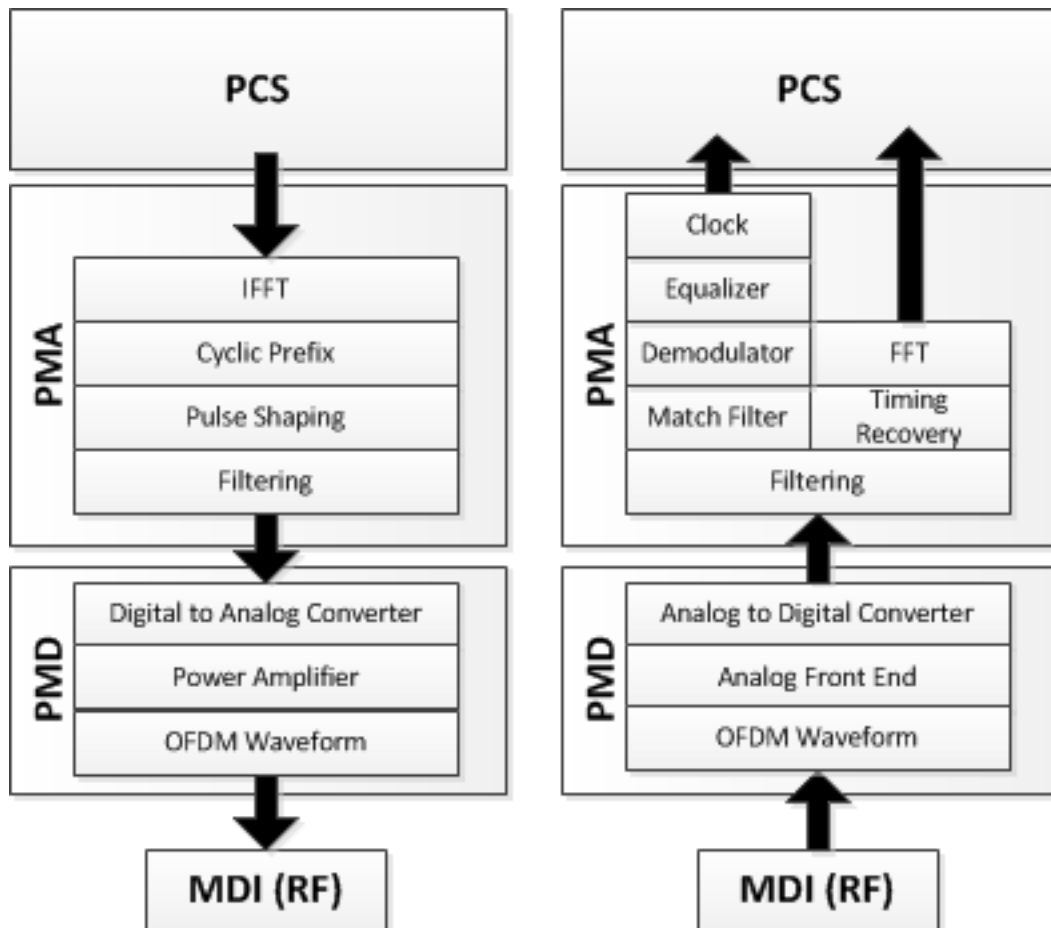 PCS
PMA
IFFT
Cyclic Prefix
Pulse Shaping
Filtering
PMD
Digital to Analog Converter
Power Amplifier
OFDM Waveform
MDI (RF)
PCS
PMA
Clock
Equalizer
Demodulator
Match Filter
FFT
Timing
Recovery
Filtering
PMD
Analog to Digital Converter
Analog Front End
OFDM Waveform
MDI (RF)